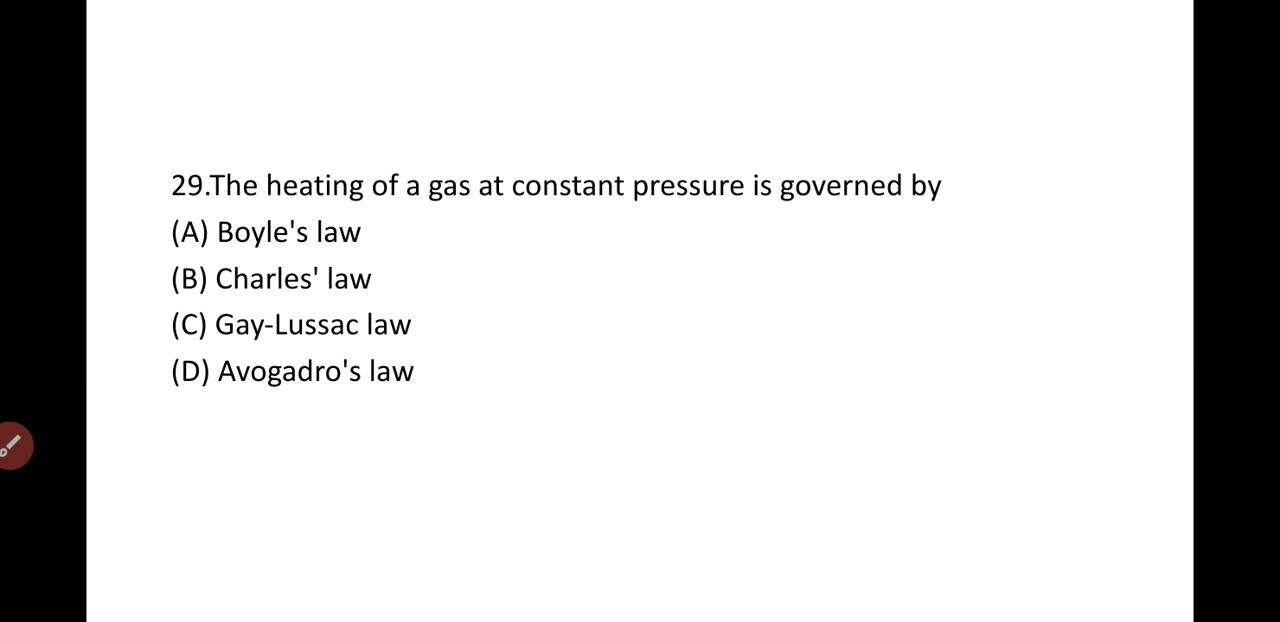 29.The heating of a gas at constant pressure is governed by
(A) Boyle's law
(B) Charles' law
(C) Gay-Lussac law
(D) Avogadro's law